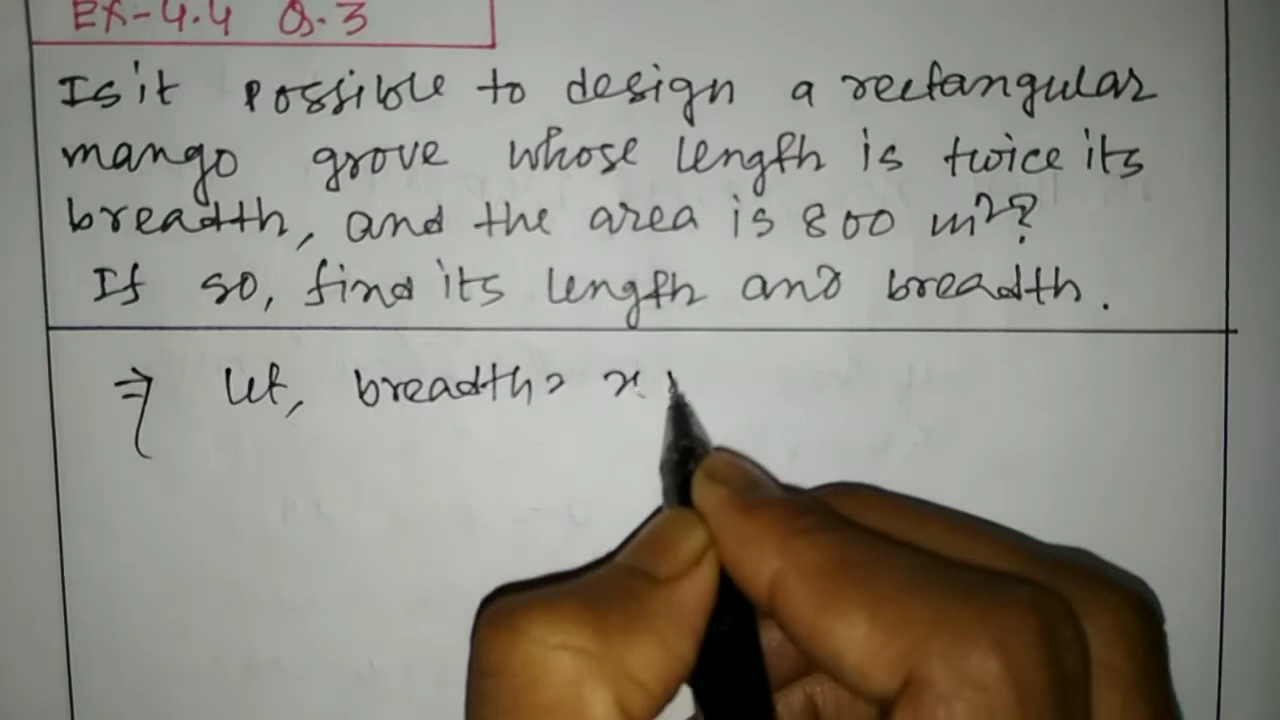 EX-4.4 Q.3
Is it possible to design a rectangular
mango grove whose length is twice its
breadth, and the area is 800 m²?
If so, find its length and breadth.
⇒ Let, breadth = x